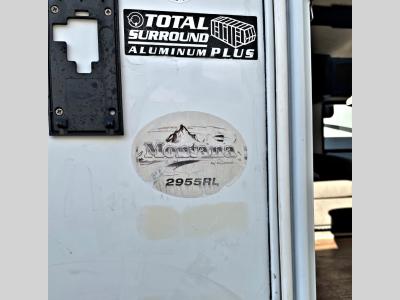 TOTAL
SURROUND
ALUMINUM PLUS
Montana
2955RL